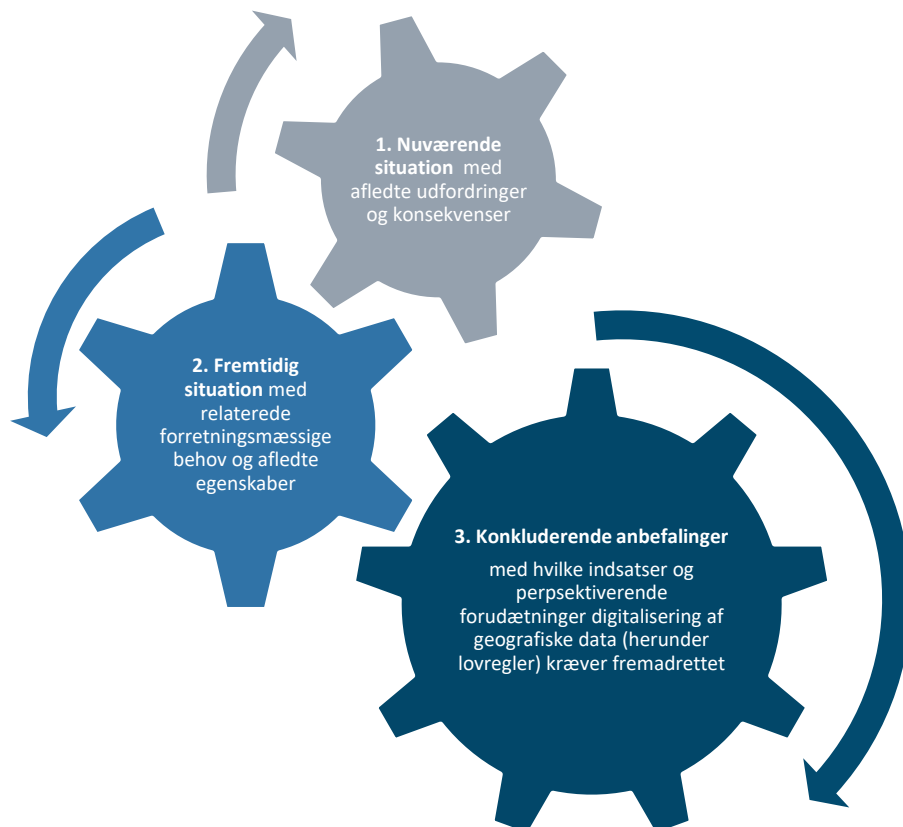 1. Nuværende
situation med
afledte udfordringer
og konsekvenser
2. Fremtidig
situation med
relaterede
forretningsmæssige
behov og afledte
egenskaber
3. Konkluderende anbefalinger
med hvilke indsatser og
perpsektiverende
forudætninger digitalisering af
geografiske data (herunder
lovregler) kræver fremadrettet